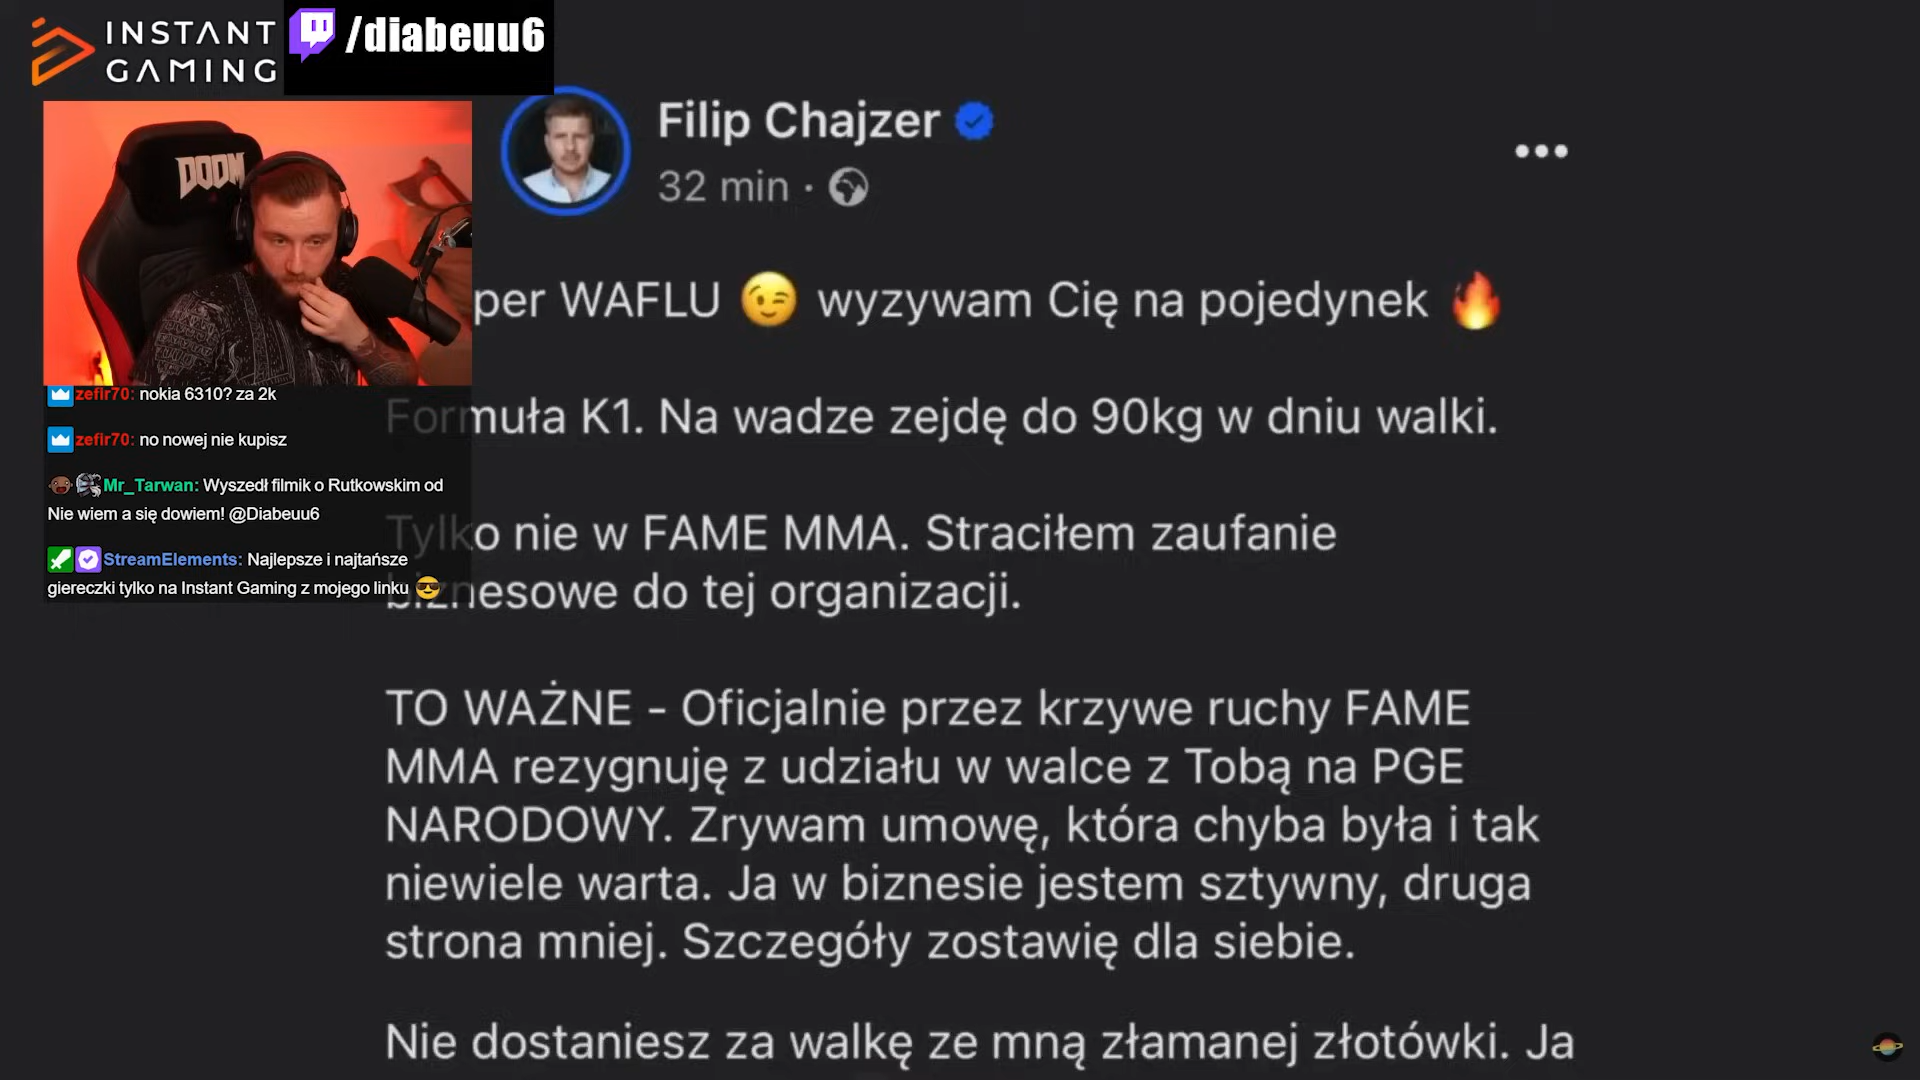 INSTANT
GAMING
/diabeuu6
DOOM
Filip Chajzer
32 min ·
per WAFLU 😉 wyzywam Cię na pojedynek 🔥
Formuła K1. Na wadze zejdę do 90kg w dniu walki.
Tylko nie w FAME MMA. Straciłem zaufanie
biznesowe do tej organizacji.
TO WAŻNE - Oficjalnie przez krzywe ruchy FAME
MMA rezygnuję z udziału w walce z Tobą na PGE
NARODOWY. Zrywam umowę, która chyba była i tak
niewiele warta. Ja w biznesie jestem sztywny, druga
strona mniej. Szczegóły zostawię dla siebie.
Nie dostaniesz za walkę ze mną złamanej złotówki. Ja
zefir70: nokia 6310? za 2k
zefir70: no nowej nie kupisz
Mr_Tarwan: Wyszedł filmik o Rutkowskim od
Nie wiem a się dowiem! @Diabeuu6
StreamElements: Najlepsze i najtańsze
giereczki tylko na Instant Gaming z mojego linku 😎